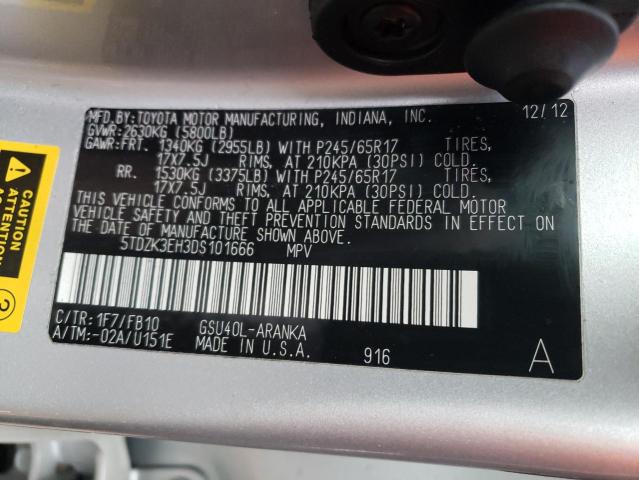 MFD.BY:TOYOTA MOTOR MANUFACTURING, INDIANA, INC. 12/12
GVWR:2630KG (5800LB)
GAWR:FRT. 1340KG (2955LB) WITH P245/65R17 TIRES,
17X7.5J RIMS, AT 210KPA (30PSI) COLD.
RR. 1530KG (3375LB) WITH P245/65R17 TIRES,
17X7.5J RIMS, AT 210KPA (30PSI) COLD.
THIS VEHICLE CONFORMS TO ALL APPLICABLE FEDERAL MOTOR
VEHICLE SAFETY AND THEFT PREVENTION STANDARDS IN EFFECT ON
THE DATE OF MANUFACTURE SHOWN ABOVE.
5TDZK3EH3DS101666 MPV
C/TR:1F7/FB10 GSU40L-ARANKA
A/TM:-02A/U151E MADE IN U.S.A. 916 A
ATTENTION
2